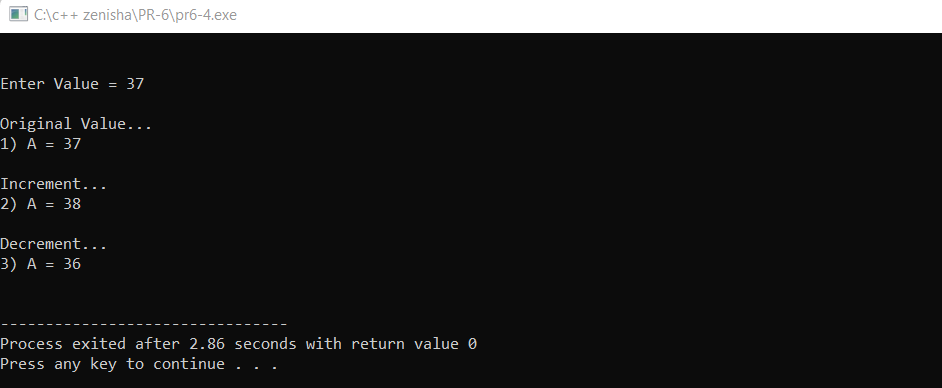 C:\c++ zenisha\PR-6\pr6-4.exe
Enter Value = 37
Original Value...
1) A = 37
Increment...
2) A = 38
Decrement...
3) A = 36
--------------------------------
Process exited after 2.86 seconds with return value 0
Press any key to continue . . .